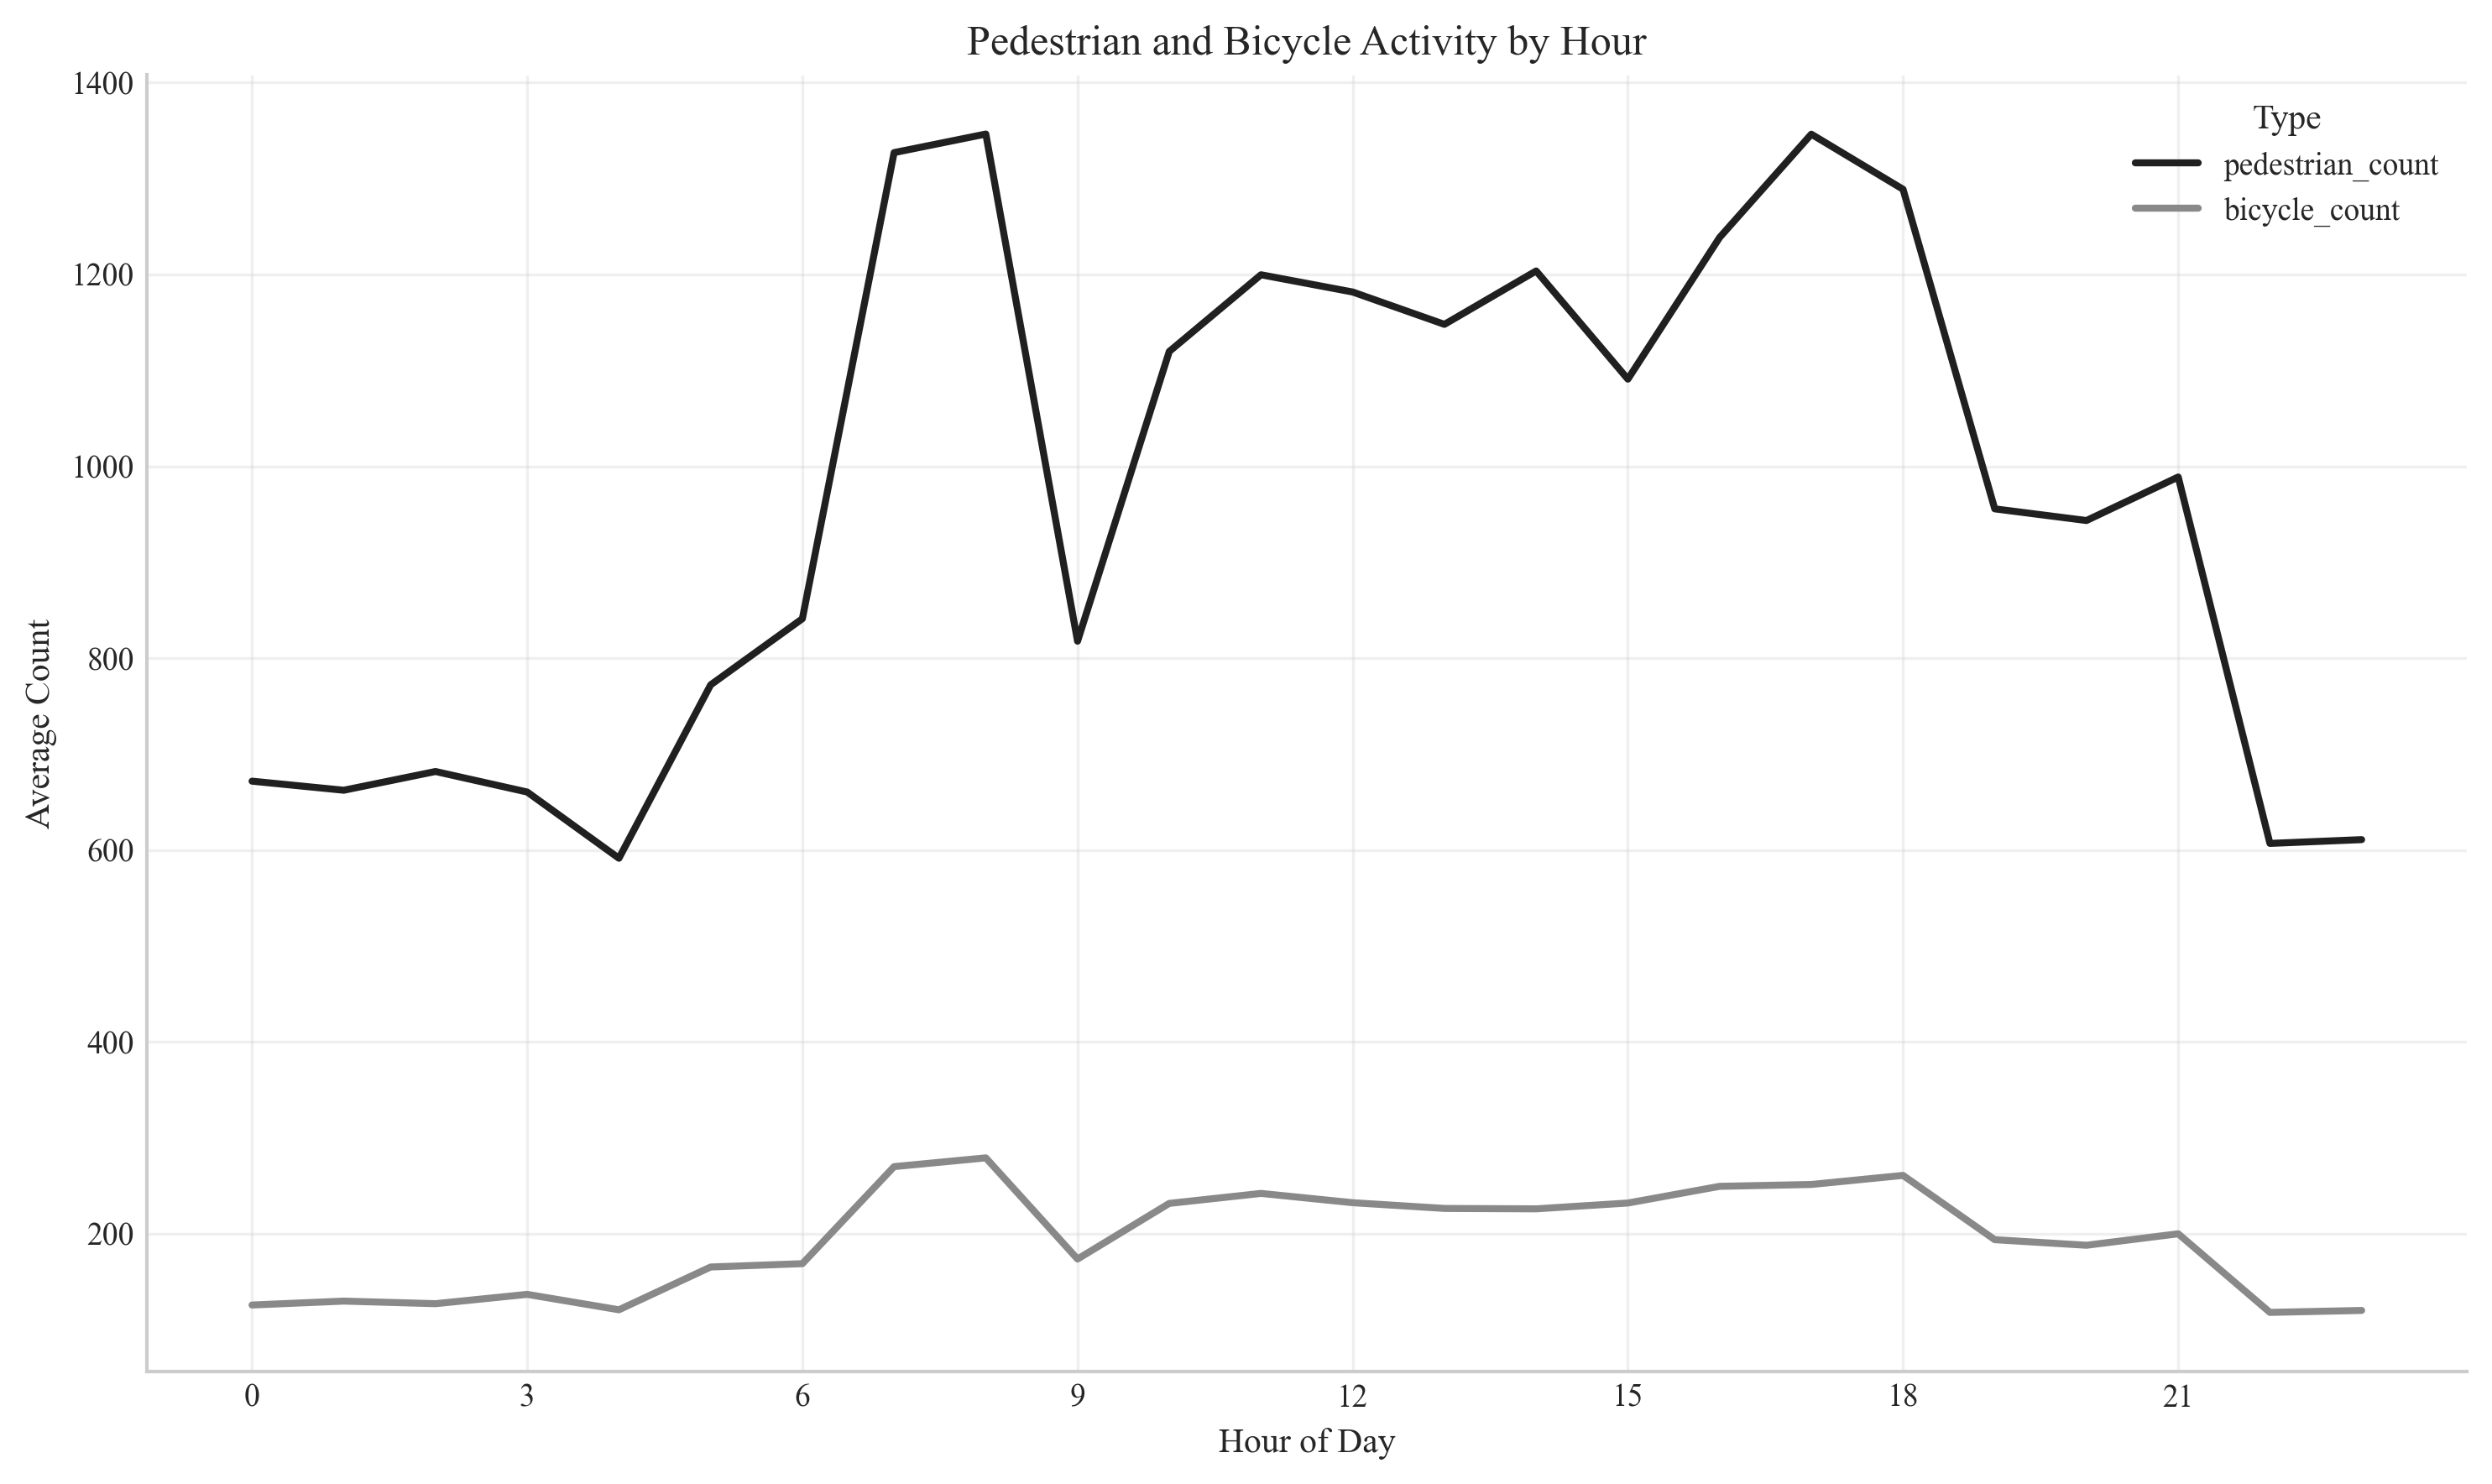 Pedestrian and Bicycle Activity by Hour
1400
1200
1000
800
600
400
200
Average Count
Type
pedestrian_count
bicycle_count
0 3 6 9 12 15 18 21
Hour of Day